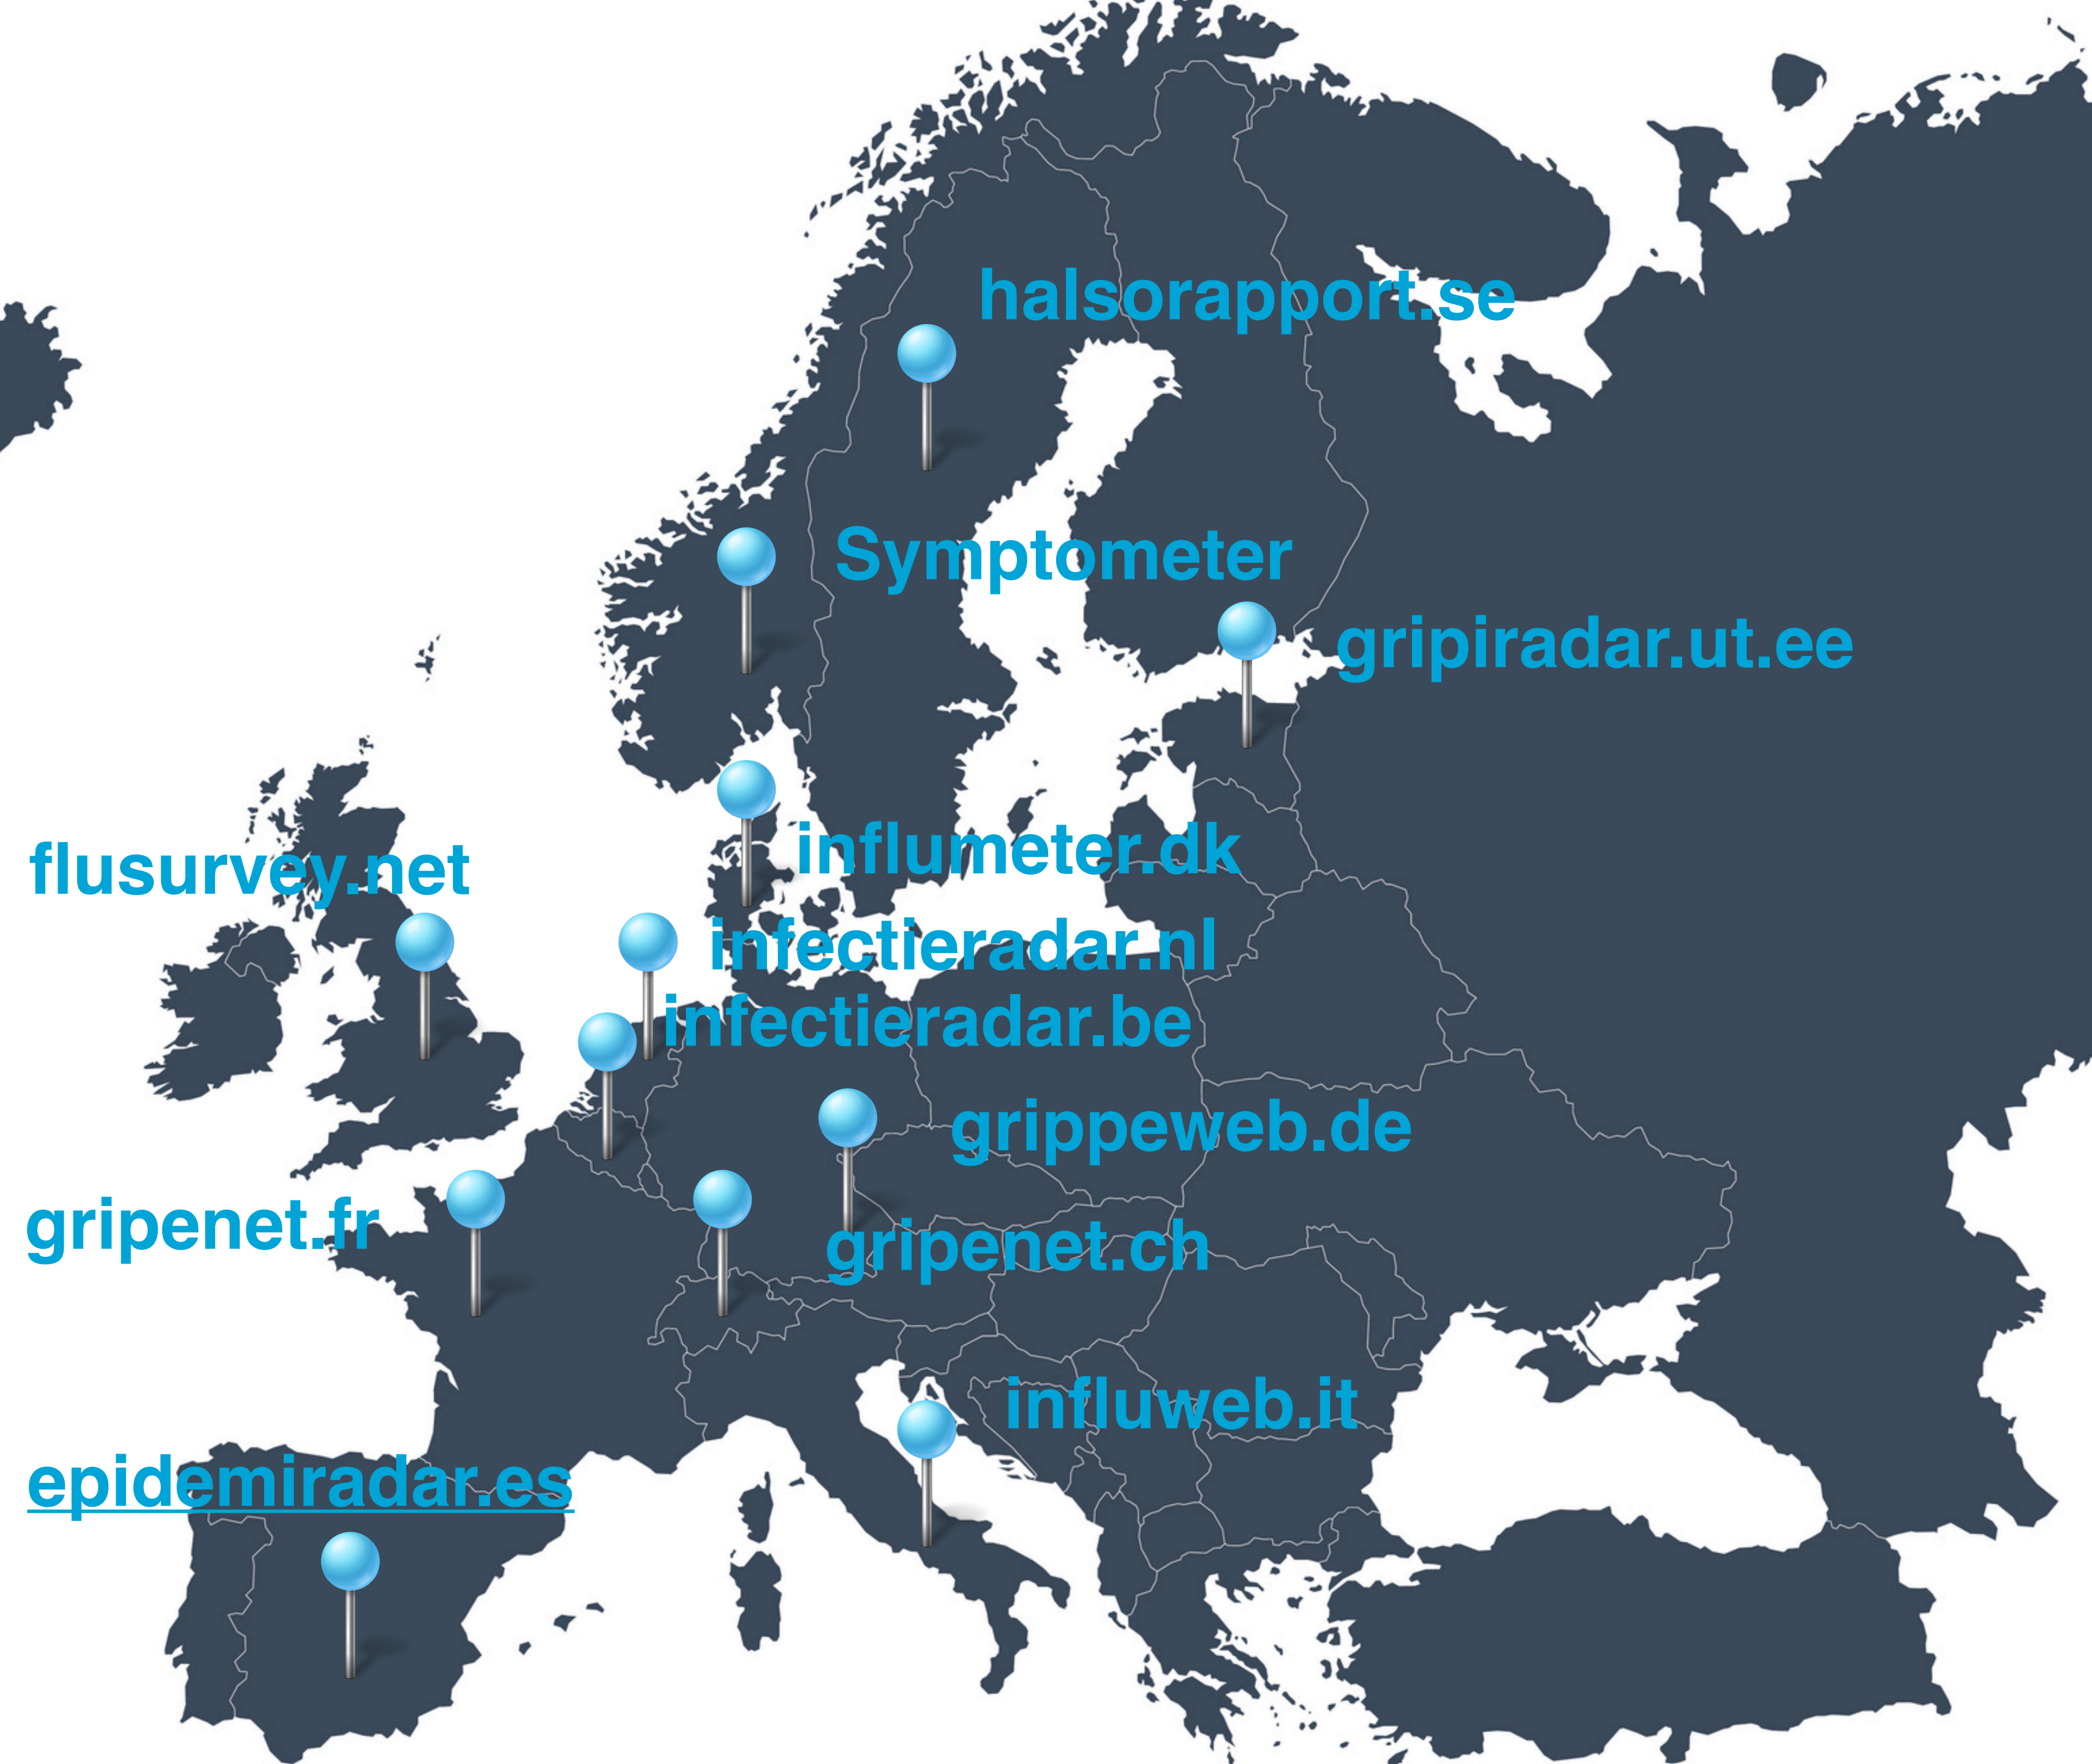 halsorapport.se
Symptometer
gripiradar.ut.ee
influmeter.dk
flusurvey.net
infectieradar.nl
infectieradar.be
grippeweb.de
gripenet.fr
gripenet.ch
influweb.it
epidemiradar.es